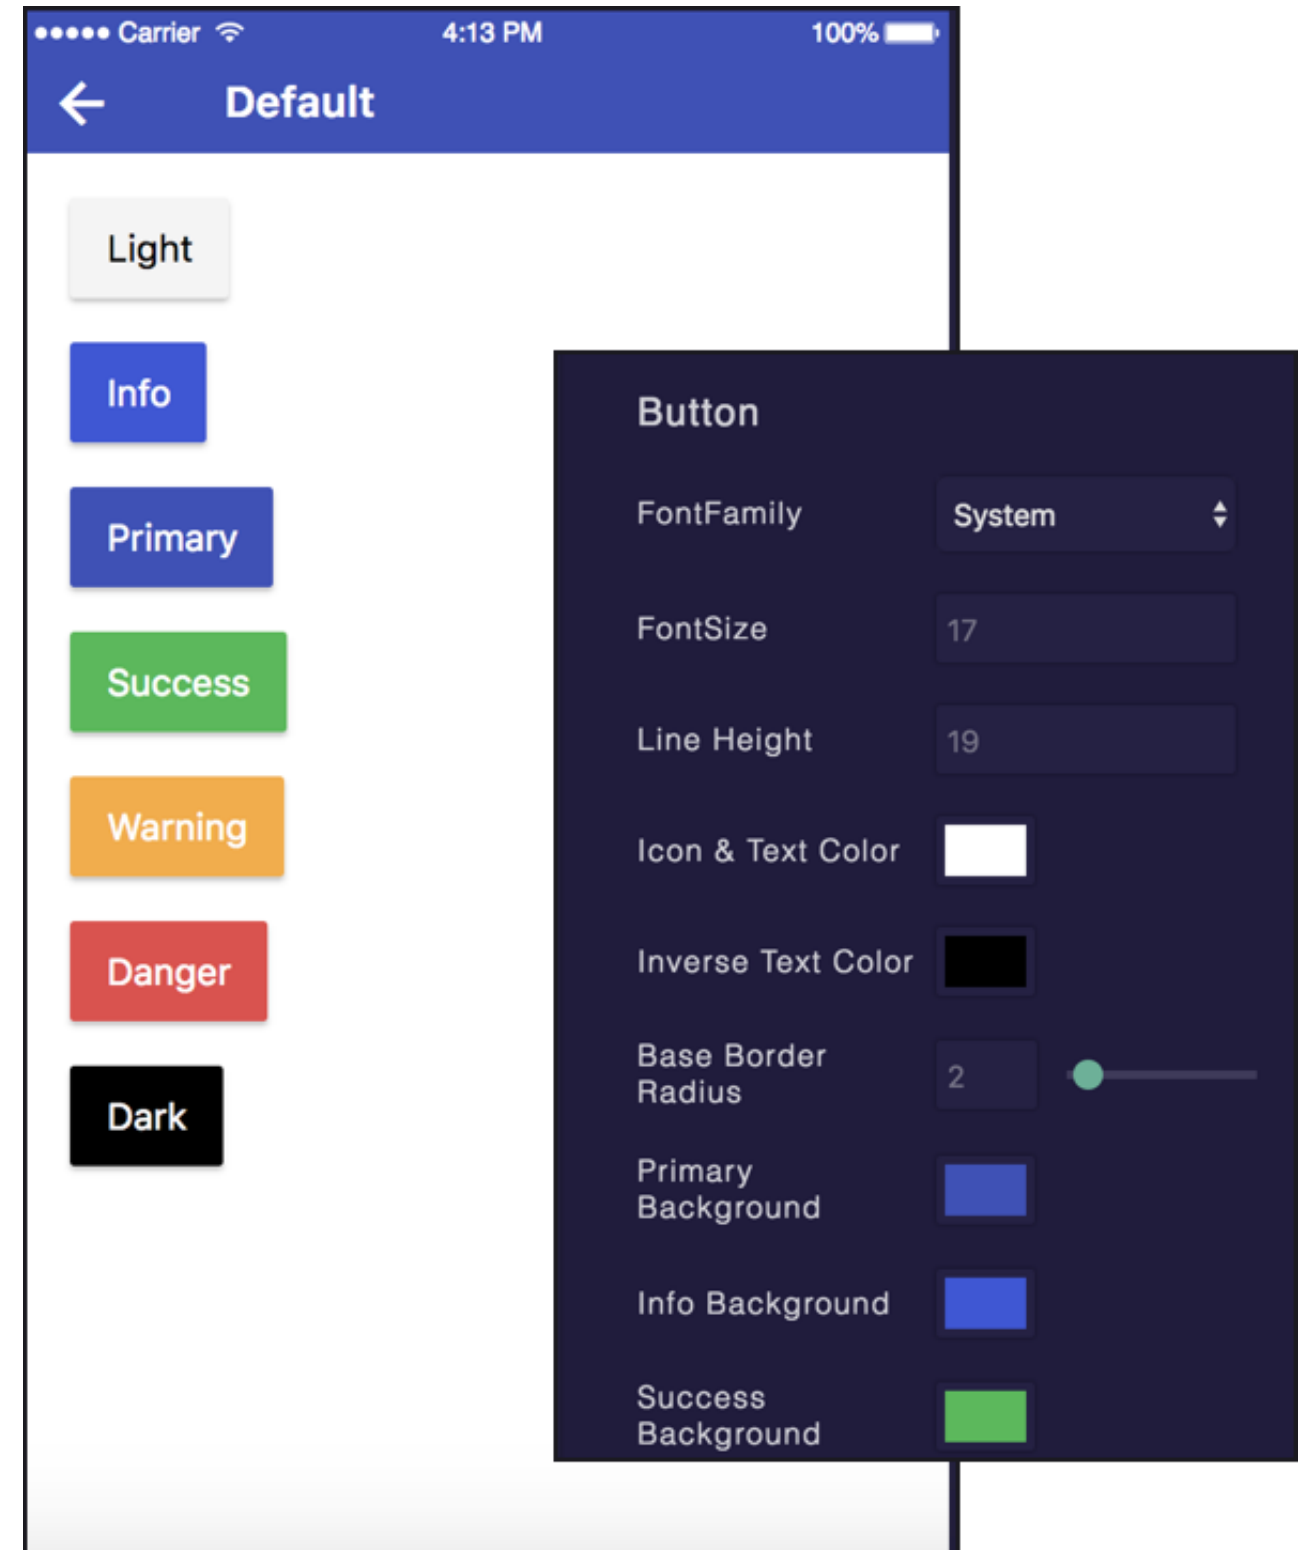 Carrier 4:13 PM 100%
Default
Light
Info
Primary
Success
Warning
Danger
Dark
Button
FontFamily System
FontSize 17
Line Height 19
Icon & Text Color
Inverse Text Color
Base Border
Radius 2
Primary
Background
Info Background
Success
Background